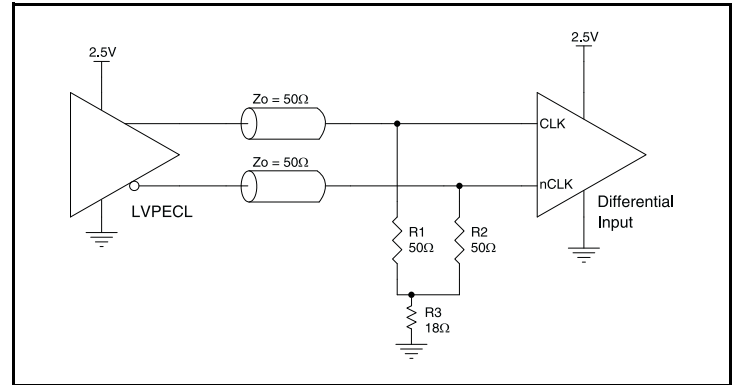 2.5V
2.5V
Zo = 50Ω
CLK
Zo = 50Ω
nCLK
LVPECL
Differential
Input
R1
50Ω
R2
50Ω
R3
18Ω